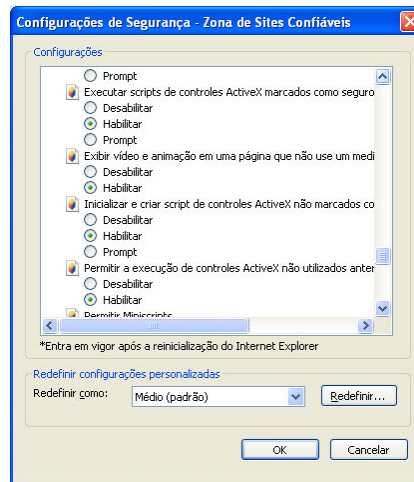 Configurações de Segurança - Zona de Sites Confiáveis
Configurações
Prompt
Executar scripts de controles ActiveX marcados como seguro
Desabilitar
Habilitar
Prompt
Exibir vídeo e animação em uma página que não use um medi
Desabilitar
Habilitar
Inicializar e criar script de controles ActiveX não marcados co
Desabilitar
Habilitar
Prompt
Permitir a execução de controles ActiveX não utilizados anter
Desabilitar
Habilitar
Permitir Miniscripts
*Entra em vigor após a reinicialização do Internet Explorer
Redefinir configurações personalizadas
Redefinir como: Médio (padrão) Redefinir...
OK Cancelar